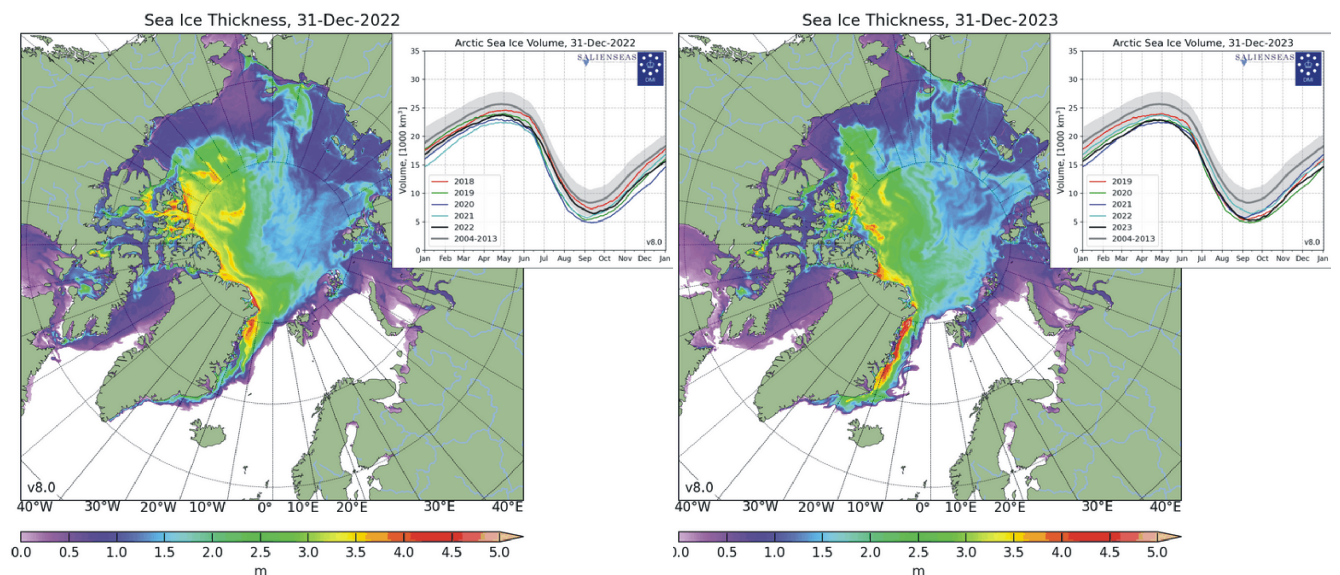 Sea Ice Thickness, 31-Dec-2022
Arctic Sea Ice Volume, 31-Dec-2022
SALIENSEAS
DMI
35
30
25
20
15
10
5
0
Volume, [1000 km³]
2018
2019
2020
2021
2022
2004-2013
v8.0
Jan Feb Mar Apr May Jun Jul Aug Sep Oct Nov Dec Jan
v8.0
40°W 30°W 20°W 10°W 0° 10°E 20°E 30°E 40°E
0.0 0.5 1.0 1.5 2.0 2.5 3.0 3.5 4.0 4.5 5.0
m
Sea Ice Thickness, 31-Dec-2023
Arctic Sea Ice Volume, 31-Dec-2023
SALIENSEAS
DMI
35
30
25
20
15
10
5
0
Volume, [1000 km³]
2019
2020
2021
2022
2023
2004-2013
v8.0
Jan Feb Mar Apr May Jun Jul Aug Sep Oct Nov Dec Jan
v8.0
40°W 30°W 20°W 10°W 0° 10°E 20°E 30°E 40°E
0.5 1.0 1.5 2.0 2.5 3.0 3.5 4.0 4.5 5.0
m